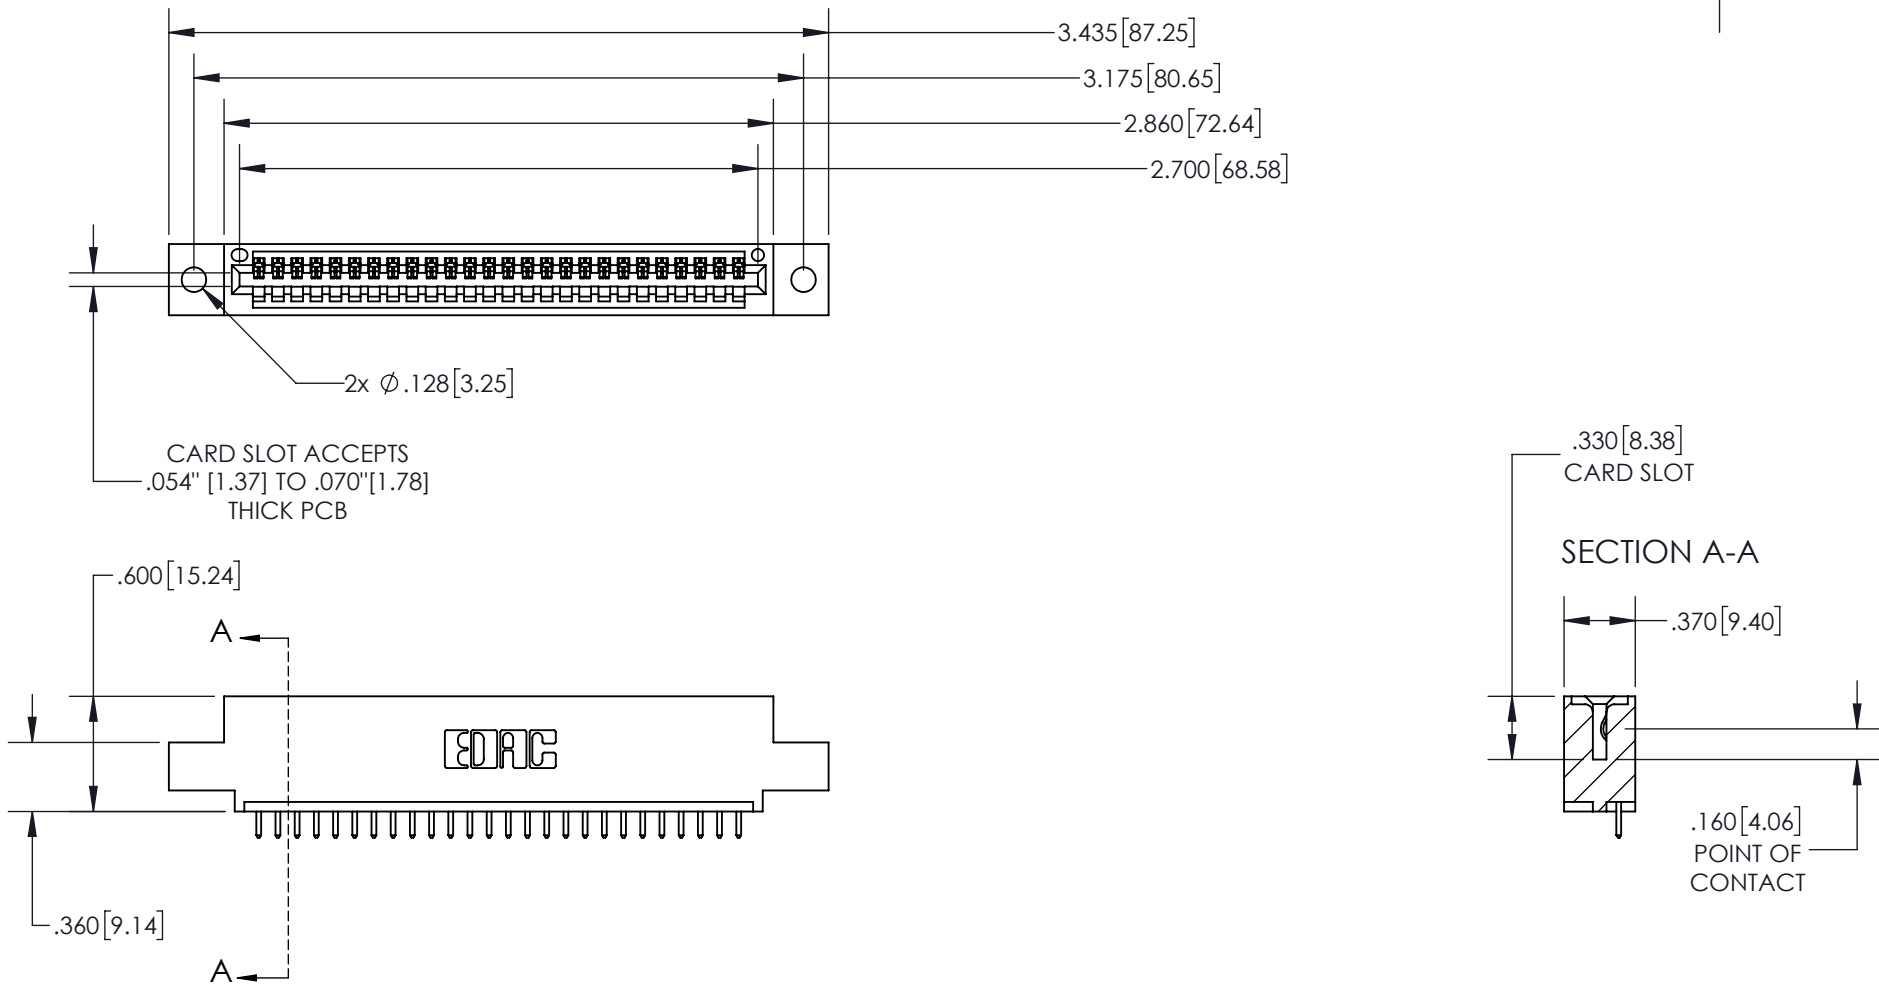 3.435[87.25]
3.175[80.65]
2.860[72.64]
2.700[68.58]
2x ∅.128[3.25]
CARD SLOT ACCEPTS
.054" [1.37] TO .070"[1.78]
THICK PCB
.330[8.38]
CARD SLOT
SECTION A-A
.600[15.24]
A
.370[9.40]
EDAC
.160[4.06]
POINT OF
CONTACT
.360[9.14]
A